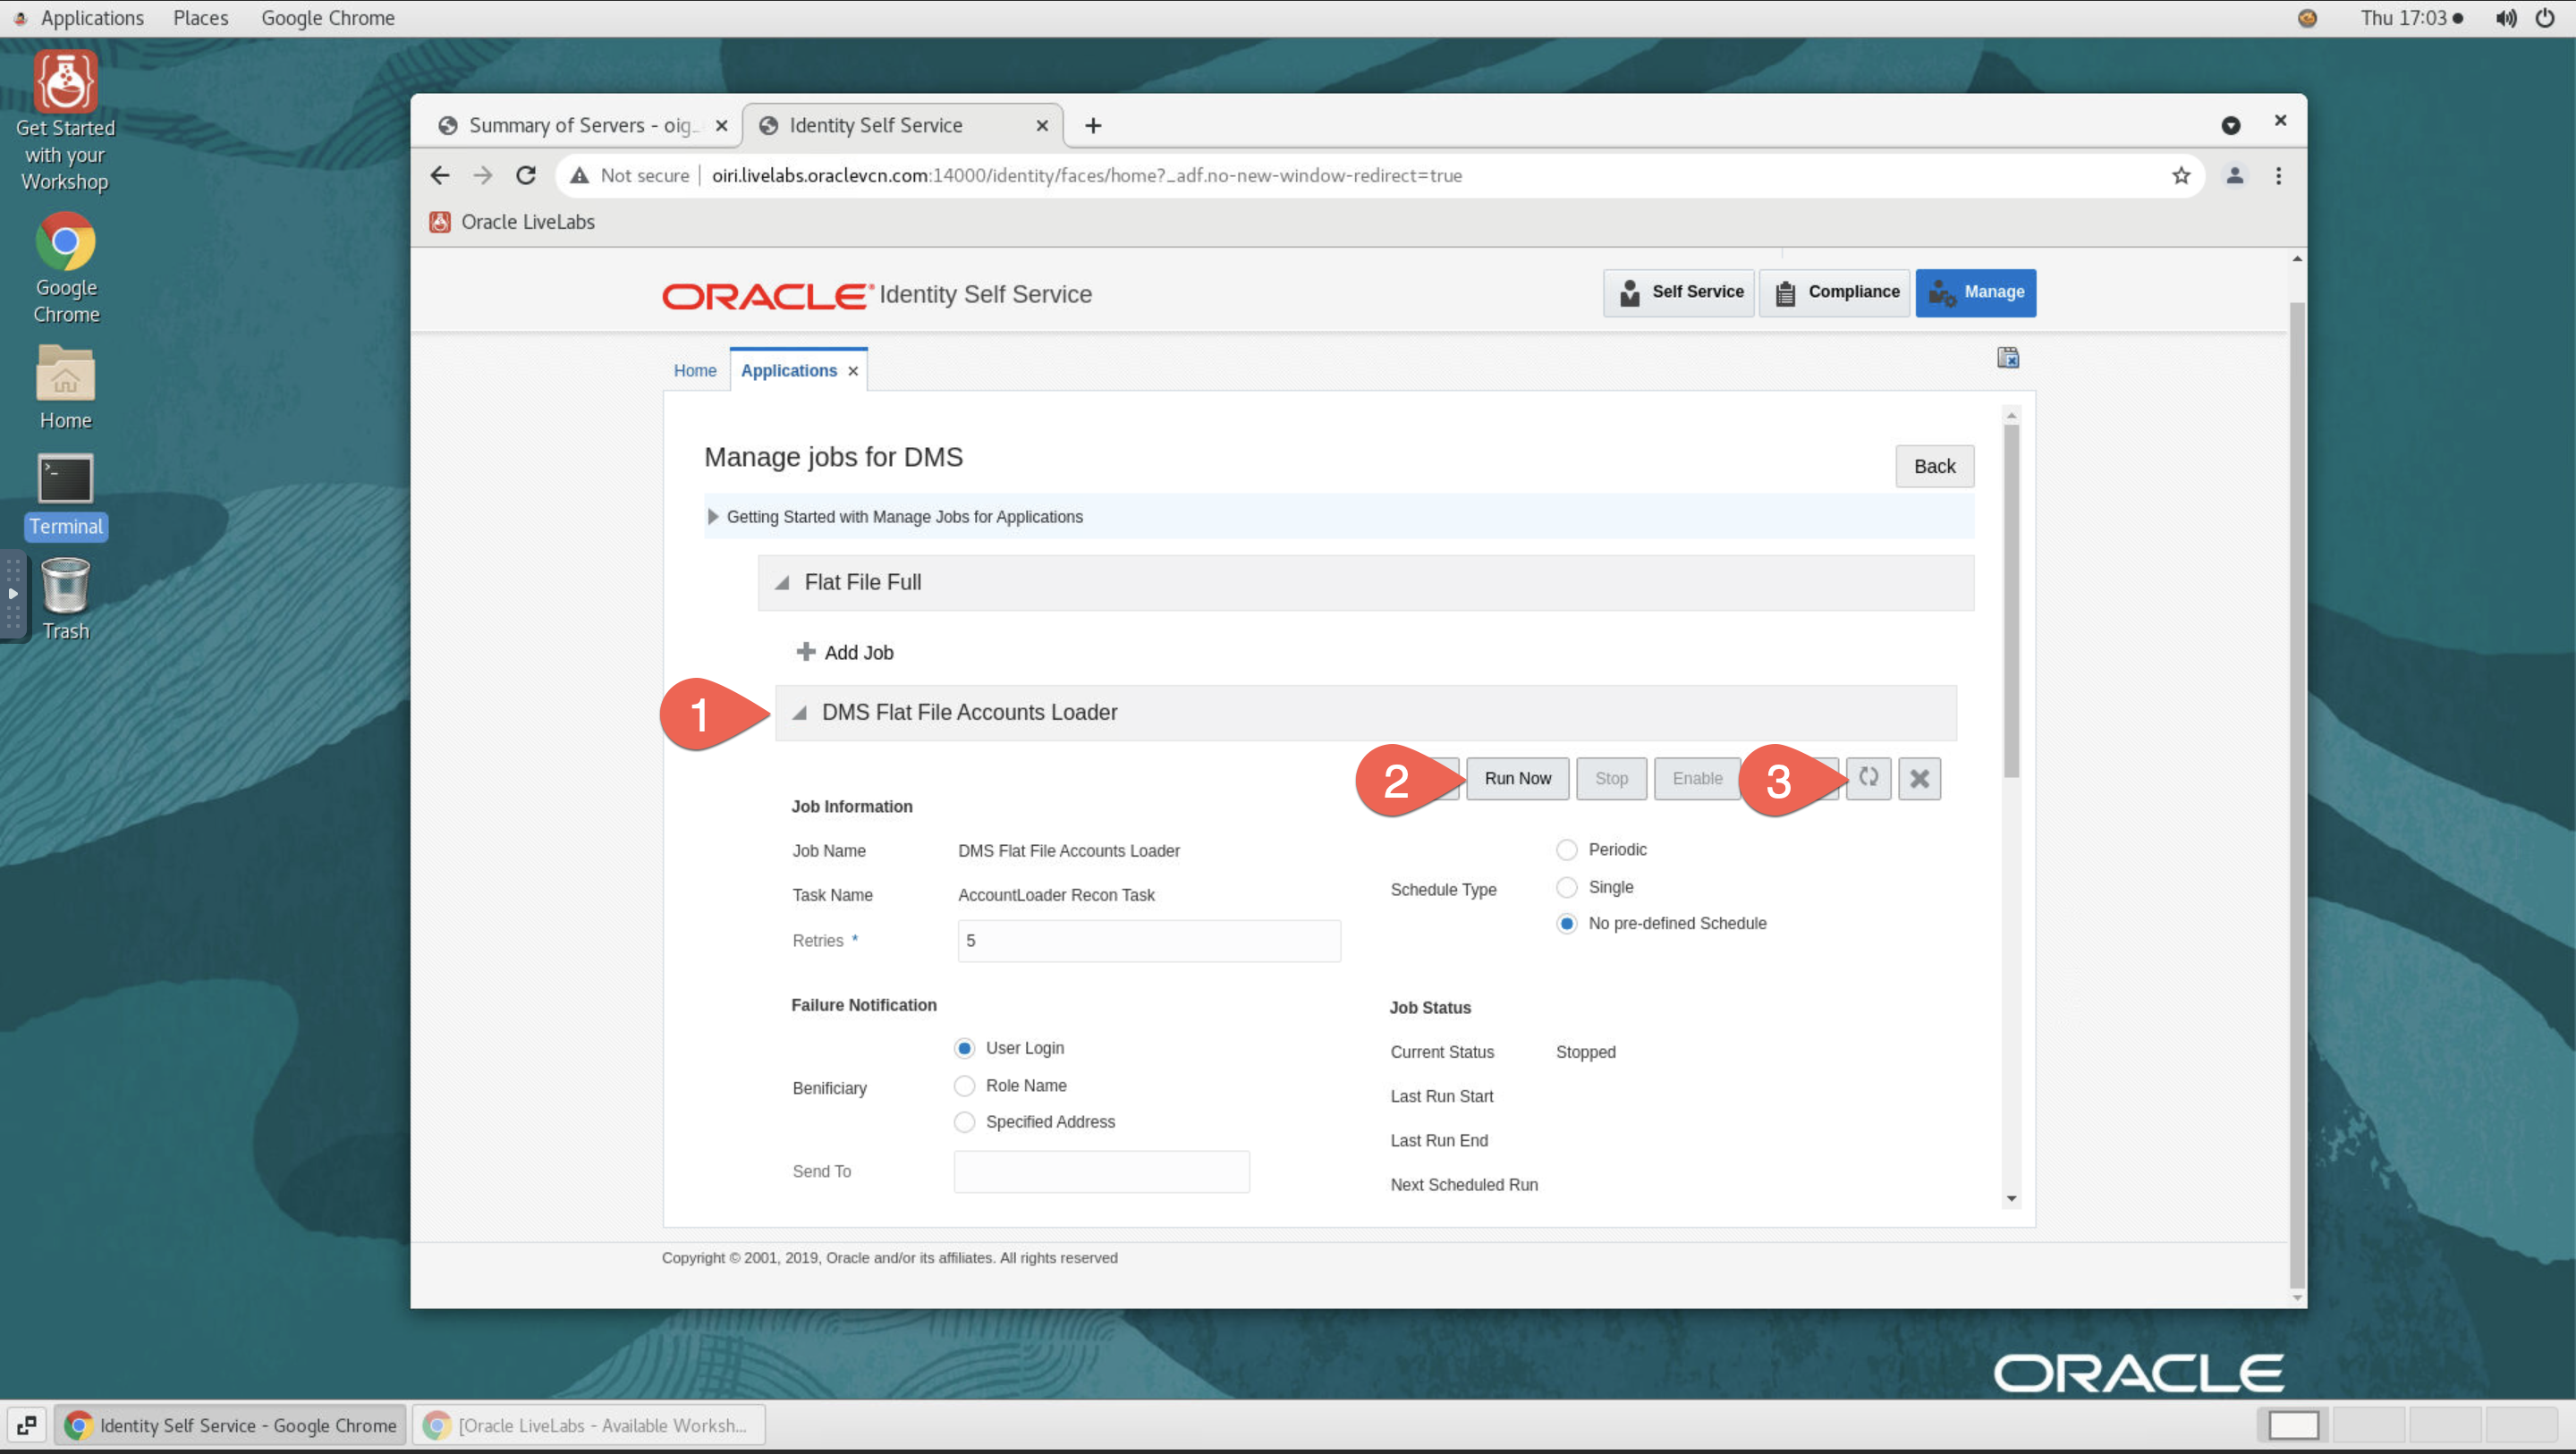 Applications Places Google Chrome Thu 17:03
Get Started
with your
Workshop
Google
Chrome
Home
Terminal
Trash
Summary of Servers - oig_
Identity Self Service
Not secure oiri.livelabs.oraclevcn.com:14000/identity/faces/home?_adf.no-new-window-redirect=true
Oracle LiveLabs
ORACLE® Identity Self Service
Self Service Compliance Manage
Home Applications
Manage jobs for DMS
Back
Getting Started with Manage Jobs for Applications
Flat File Full
Add Job
1 DMS Flat File Accounts Loader
2 Run Now Stop Enable 3
Job Information
Job Name DMS Flat File Accounts Loader
Task Name AccountLoader Recon Task
Retries * 5
Schedule Type
Periodic
Single
No pre-defined Schedule
Failure Notification
Benificiary
User Login
Role Name
Specified Address
Send To
Job Status
Current Status Stopped
Last Run Start
Last Run End
Next Scheduled Run
Copyright © 2001, 2019, Oracle and/or its affiliates. All rights reserved
ORACLE
Identity Self Service - Google Chrome [Oracle LiveLabs - Available Worksh...